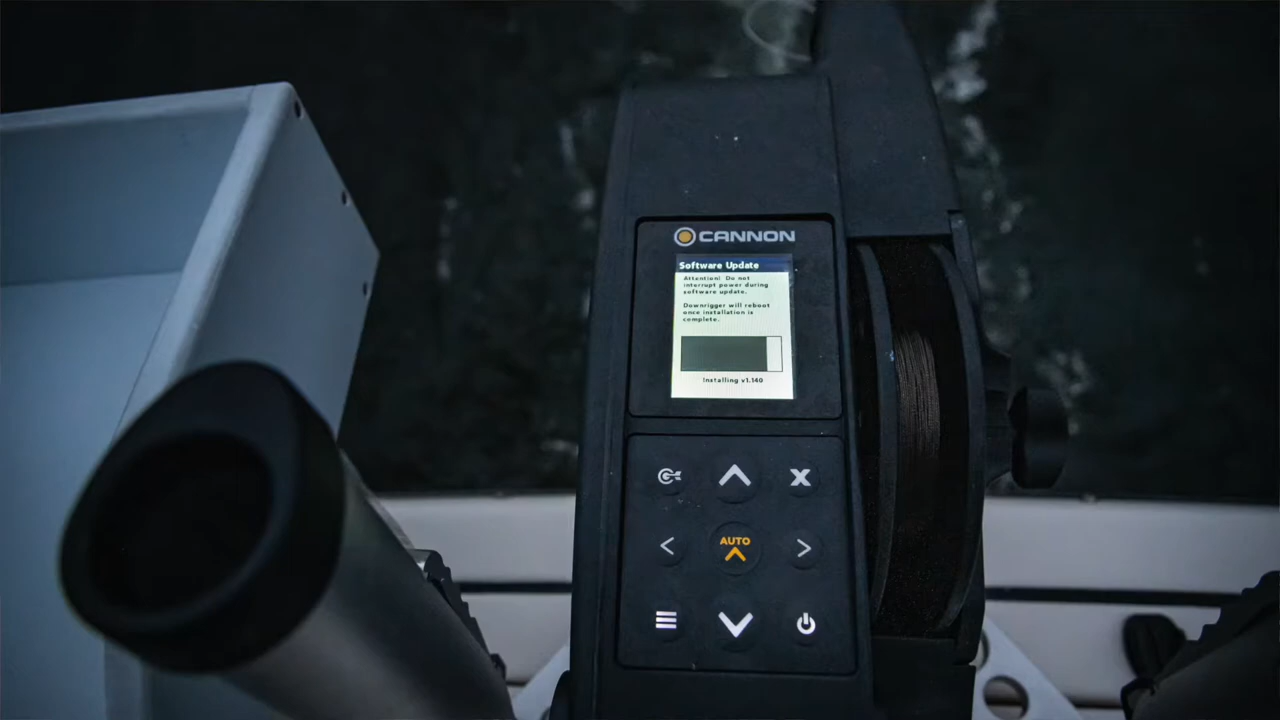 CANNON
Software Update
Attention! Do not
interrupt power during
software update.
Downrigger will reboot
once installation is
complete.
Installing v1.140
AUTO